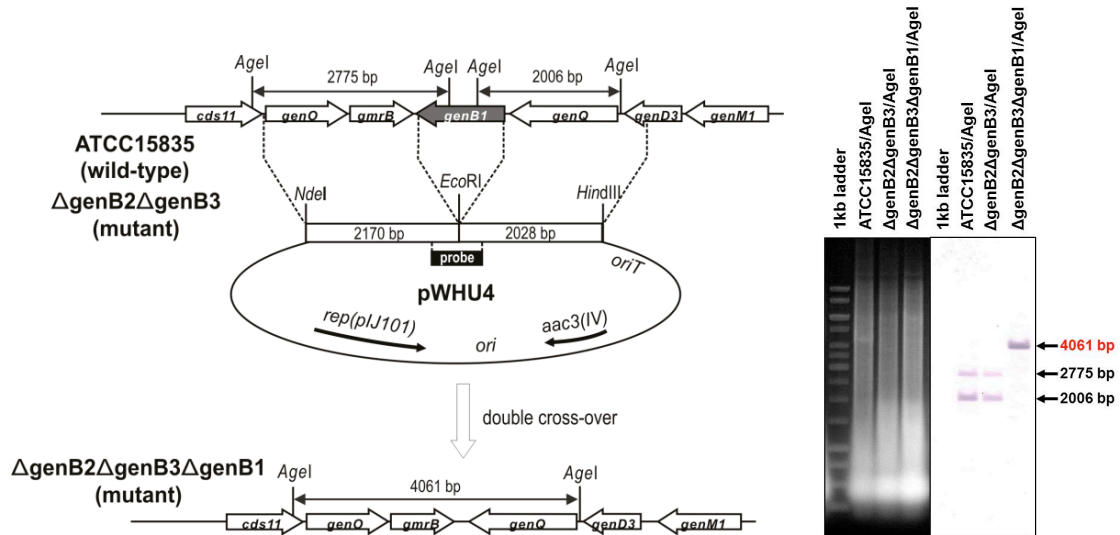 AgeI AgeI AgeI AgeI
2775 bp 2006 bp
cds11 genO gmrB genB1 genQ genD3 genM1
ATCC15835
(wild-type)
ΔgenB2ΔgenB3
(mutant)
NdeI EcoRI HindIII
2170 bp 2028 bp
probe
oriT
pWHU4
rep(pIJ101) ori aac3(IV)
double cross-over
ΔgenB2ΔgenB3ΔgenB1
(mutant)
AgeI AgeI
4061 bp
cds11 genO gmrB genQ genD3 genM1
1kb ladder
ATCC15835/AgeI
ΔgenB2ΔgenB3/AgeI
ΔgenB2ΔgenB3ΔgenB1/AgeI
1kb ladder
ATCC15835/AgeI
ΔgenB2ΔgenB3/AgeI
ΔgenB2ΔgenB3ΔgenB1/AgeI
4061 bp
2775 bp
2006 bp